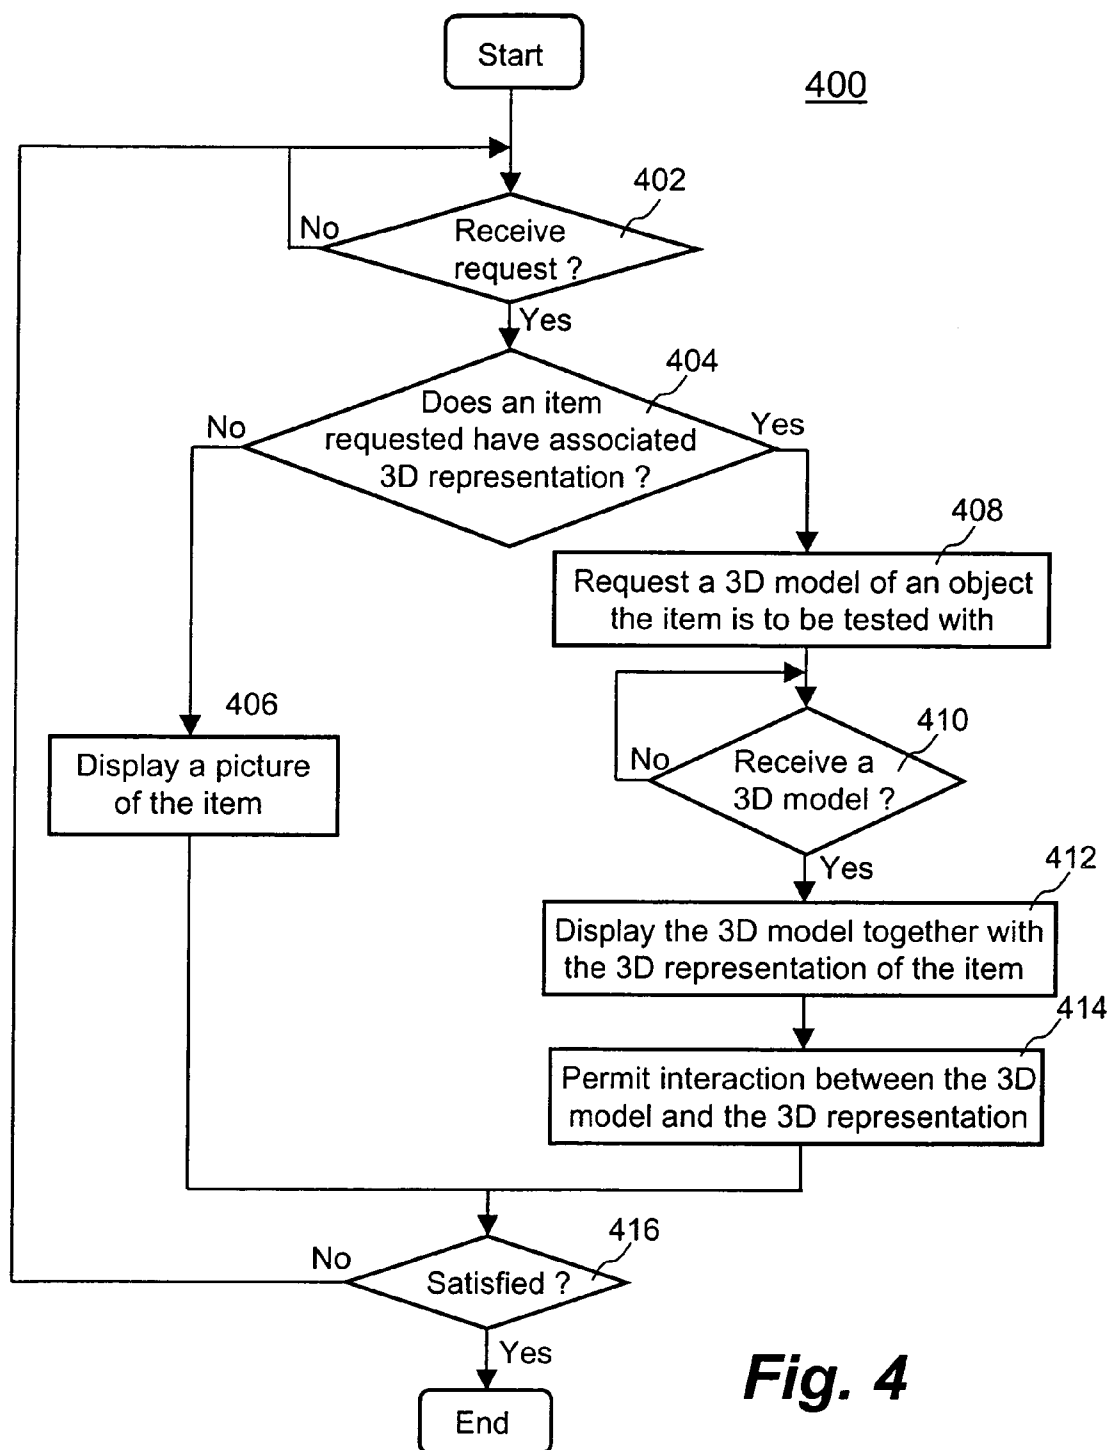 Start
400
402
No
Receive
request ?
Yes
404
No
Does an item
requested have associated
3D representation ?
Yes
408
Request a 3D model of an object
the item is to be tested with
406
Display a picture
of the item
410
No
Receive a
3D model ?
Yes
412
Display the 3D model together with
the 3D representation of the item
414
Permit interaction between the 3D
model and the 3D representation
416
No
Satisfied ?
Yes
End
Fig. 4